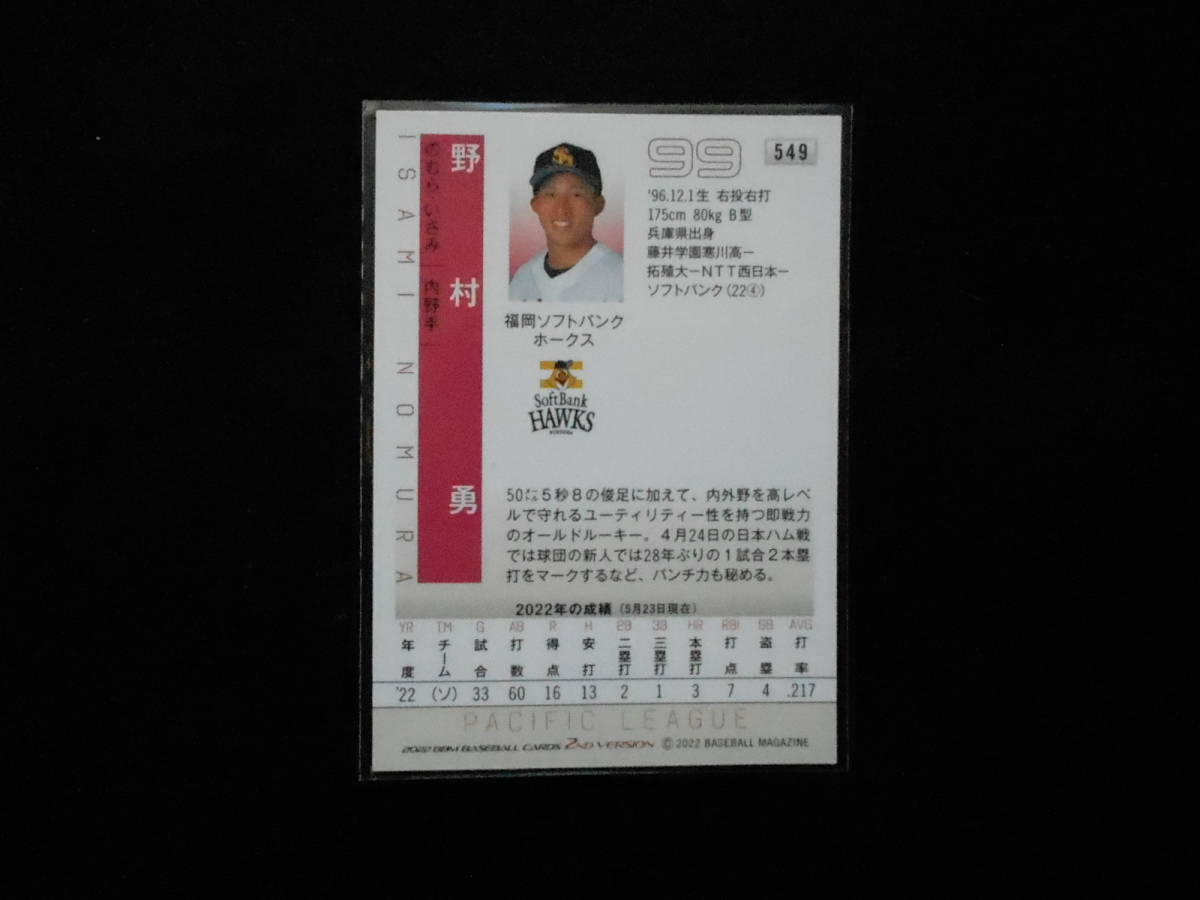 99
549
'96.12.1生 右投右打
175cm 80kg B型
兵庫県出身
藤井学園寒川高ー
拓殖大ーNTT西日本ー
ソフトバンク(22④)
野村 勇
のむら・いさみ 内野手
ISAMI NOMURA
福岡ソフトバンク
ホークス
SoftBank
HAWKS
50㍍5秒8の俊足に加えて、内外野を高レベ
ルで守れるユーティリティー性を持つ即戦力
のオールドルーキー。4月24日の日本ハム戦
では球団の新人では28年ぶりの1試合2本塁
打をマークするなど、パンチ力も秘める。
2022年の成績(5月23日現在)
YR TM G AB R H 2B 3B HR RBI SB AVG
年度 チーム 試合 打数 得点 安打 二塁打 三塁打 本塁打 打点 盗塁 打率
'22 (ソ) 33 60 16 13 2 1 3 7 4 .217
PACIFIC LEAGUE
2022 BBM BASEBALL CARDS 2ND VERSION ©2022 BASEBALL MAGAZINE